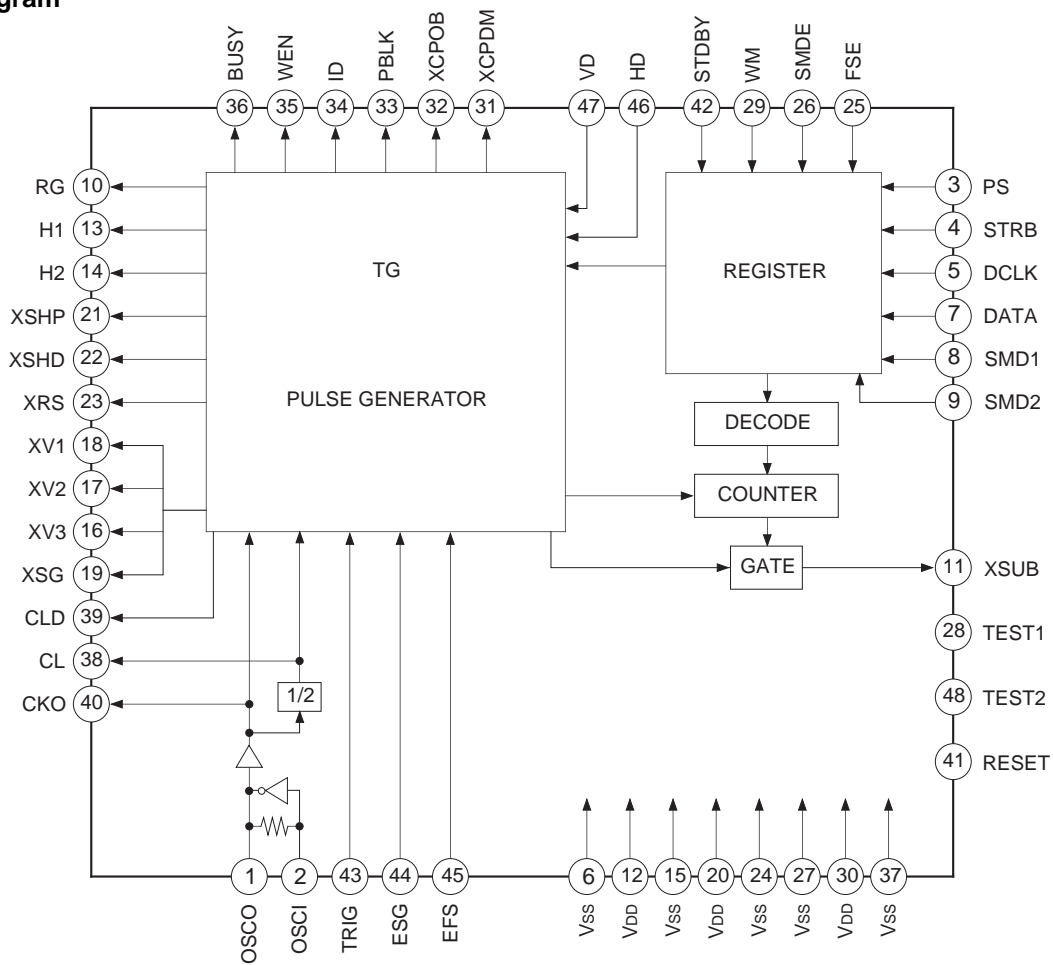 gram
BUSY
WEN
ID
PBLK
XCPOB
XCPDM
VD
HD
STDBY
WM
SMDE
FSE
36
35
34
33
32
31
47
46
42
29
26
25
RG 10
H1 13
H2 14
XSHP 21
XSHD 22
XRS 23
XV1 18
XV2 17
XV3 16
XSG 19
CLD 39
CL 38
CKO 40
TG
PULSE GENERATOR
REGISTER
DECODE
COUNTER
GATE
1/2
3 PS
4 STRB
5 DCLK
7 DATA
8 SMD1
9 SMD2
11 XSUB
28 TEST1
48 TEST2
41 RESET
1
2
43
44
45
6
12
15
20
24
27
30
37
OSCO
OSCI
TRIG
ESG
EFS
VSS
VDD
VSS
VDD
VSS
VSS
VDD
VSS